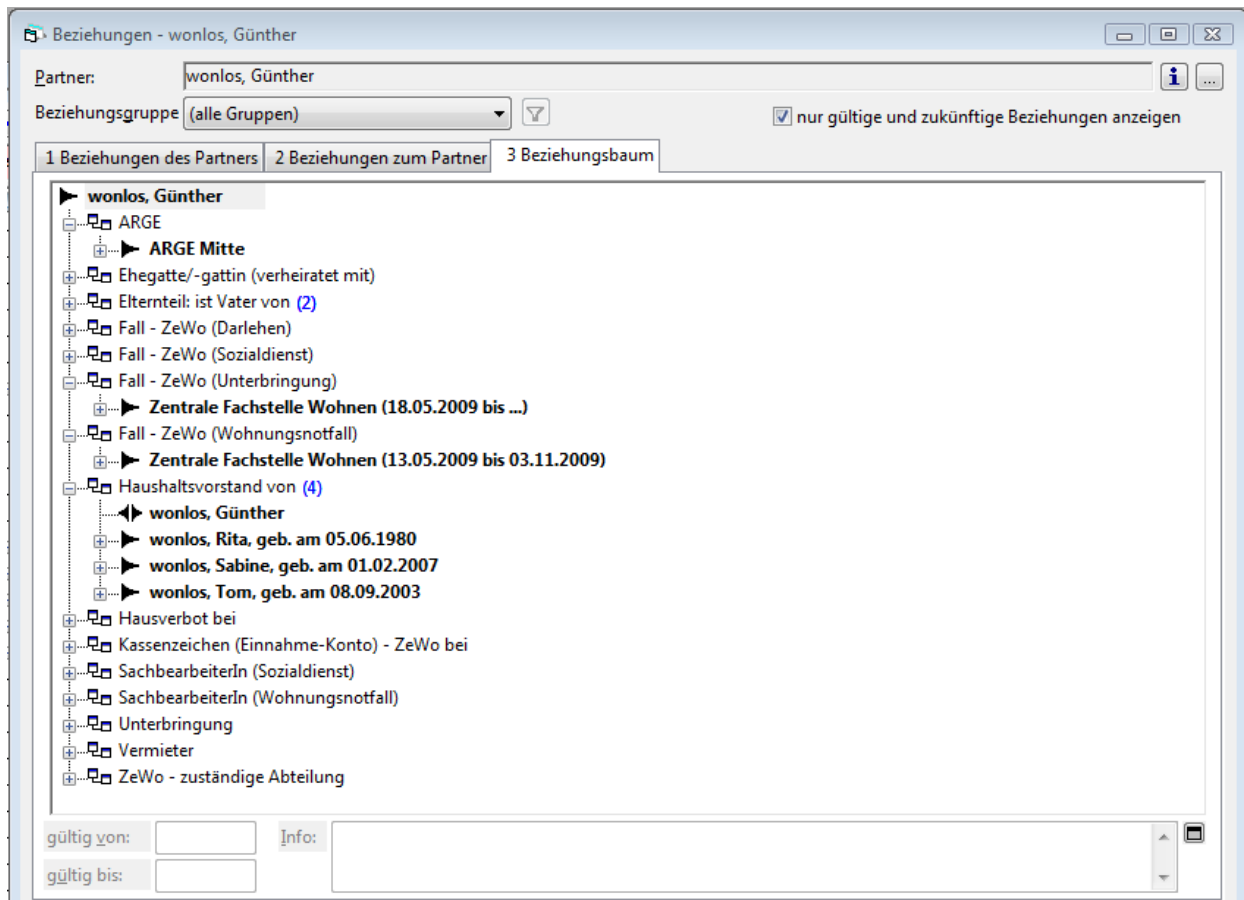 Beziehungen - wonlos, Günther
Partner: wonlos, Günther i ...
Beziehungsgruppe (alle Gruppen) nur gültige und zukünftige Beziehungen anzeigen
1 Beziehungen des Partners 2 Beziehungen zum Partner 3 Beziehungsbaum
wonlos, Günther
ARGE
ARGE Mitte
Ehegatte/-gattin (verheiratet mit)
Elternteil: ist Vater von (2)
Fall - ZeWo (Darlehen)
Fall - ZeWo (Sozialdienst)
Fall - ZeWo (Unterbringung)
Zentrale Fachstelle Wohnen (18.05.2009 bis ...)
Fall - ZeWo (Wohnungsnotfall)
Zentrale Fachstelle Wohnen (13.05.2009 bis 03.11.2009)
Haushaltsvorstand von (4)
wonlos, Günther
wonlos, Rita, geb. am 05.06.1980
wonlos, Sabine, geb. am 01.02.2007
wonlos, Tom, geb. am 08.09.2003
Hausverbot bei
Kassenzeichen (Einnahme-Konto) - ZeWo bei
SachbearbeiterIn (Sozialdienst)
SachbearbeiterIn (Wohnungsnotfall)
Unterbringung
Vermieter
ZeWo - zuständige Abteilung
gültig von: Info:
gültig bis: